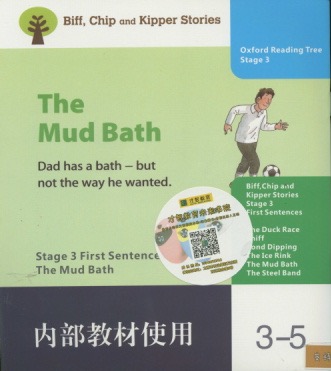 Biff, Chip and Kipper Stories
Oxford Reading Tree
Stage 3
The
Mud Bath
Dad has a bath – but
not the way he wanted.
Biff, Chip and
Kipper Stories
Stage 3
First Sentences
The Duck Race
Pond Dipping
The Ice Rink
The Mud Bath
The Steel Band
Stage 3 First Sentence
The Mud Bath
内部教材使用
3–5